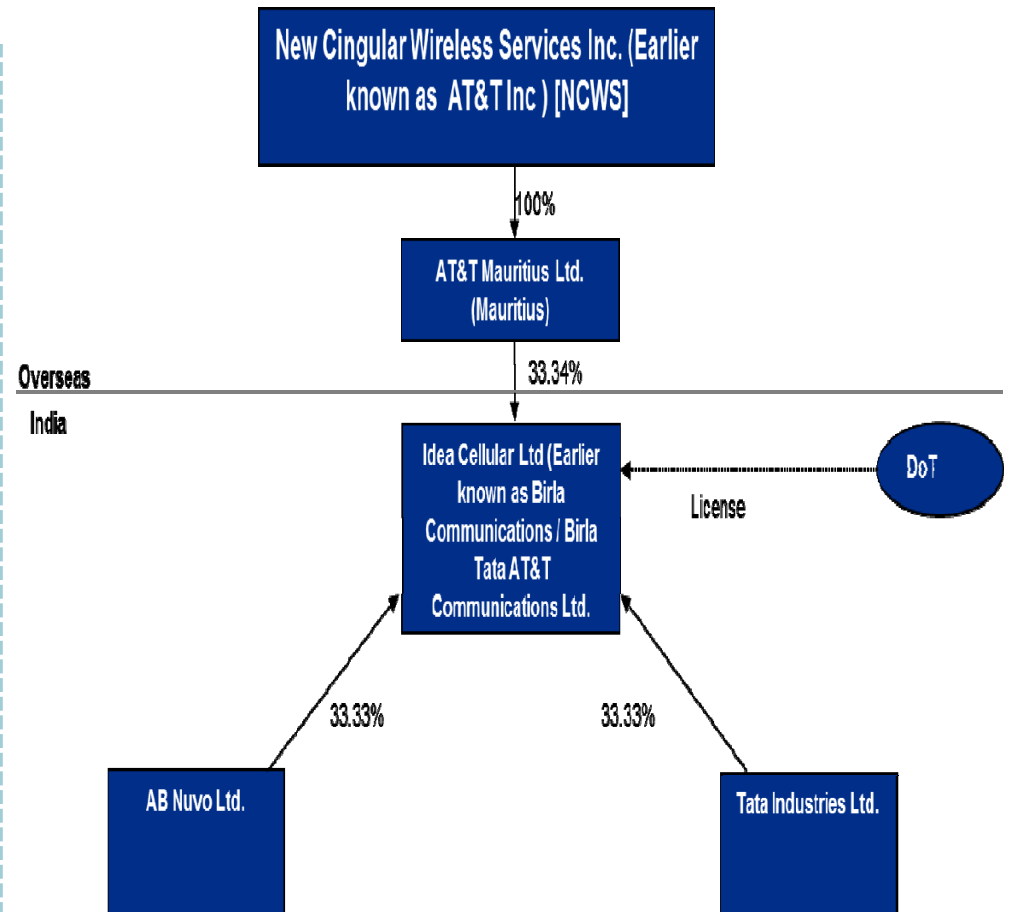 New Cingular Wireless Services Inc. (Earlier
known as AT&T Inc ) [NCWS]
100%
AT&T Mauritius Ltd.
(Mauritius)
33.34%
Overseas
India
Idea Cellular Ltd (Earlier
known as Birla
Communications / Birla
Tata AT&T
Communications Ltd.
DoT
License
33.33%
33.33%
AB Nuvo Ltd.
Tata Industries Ltd.